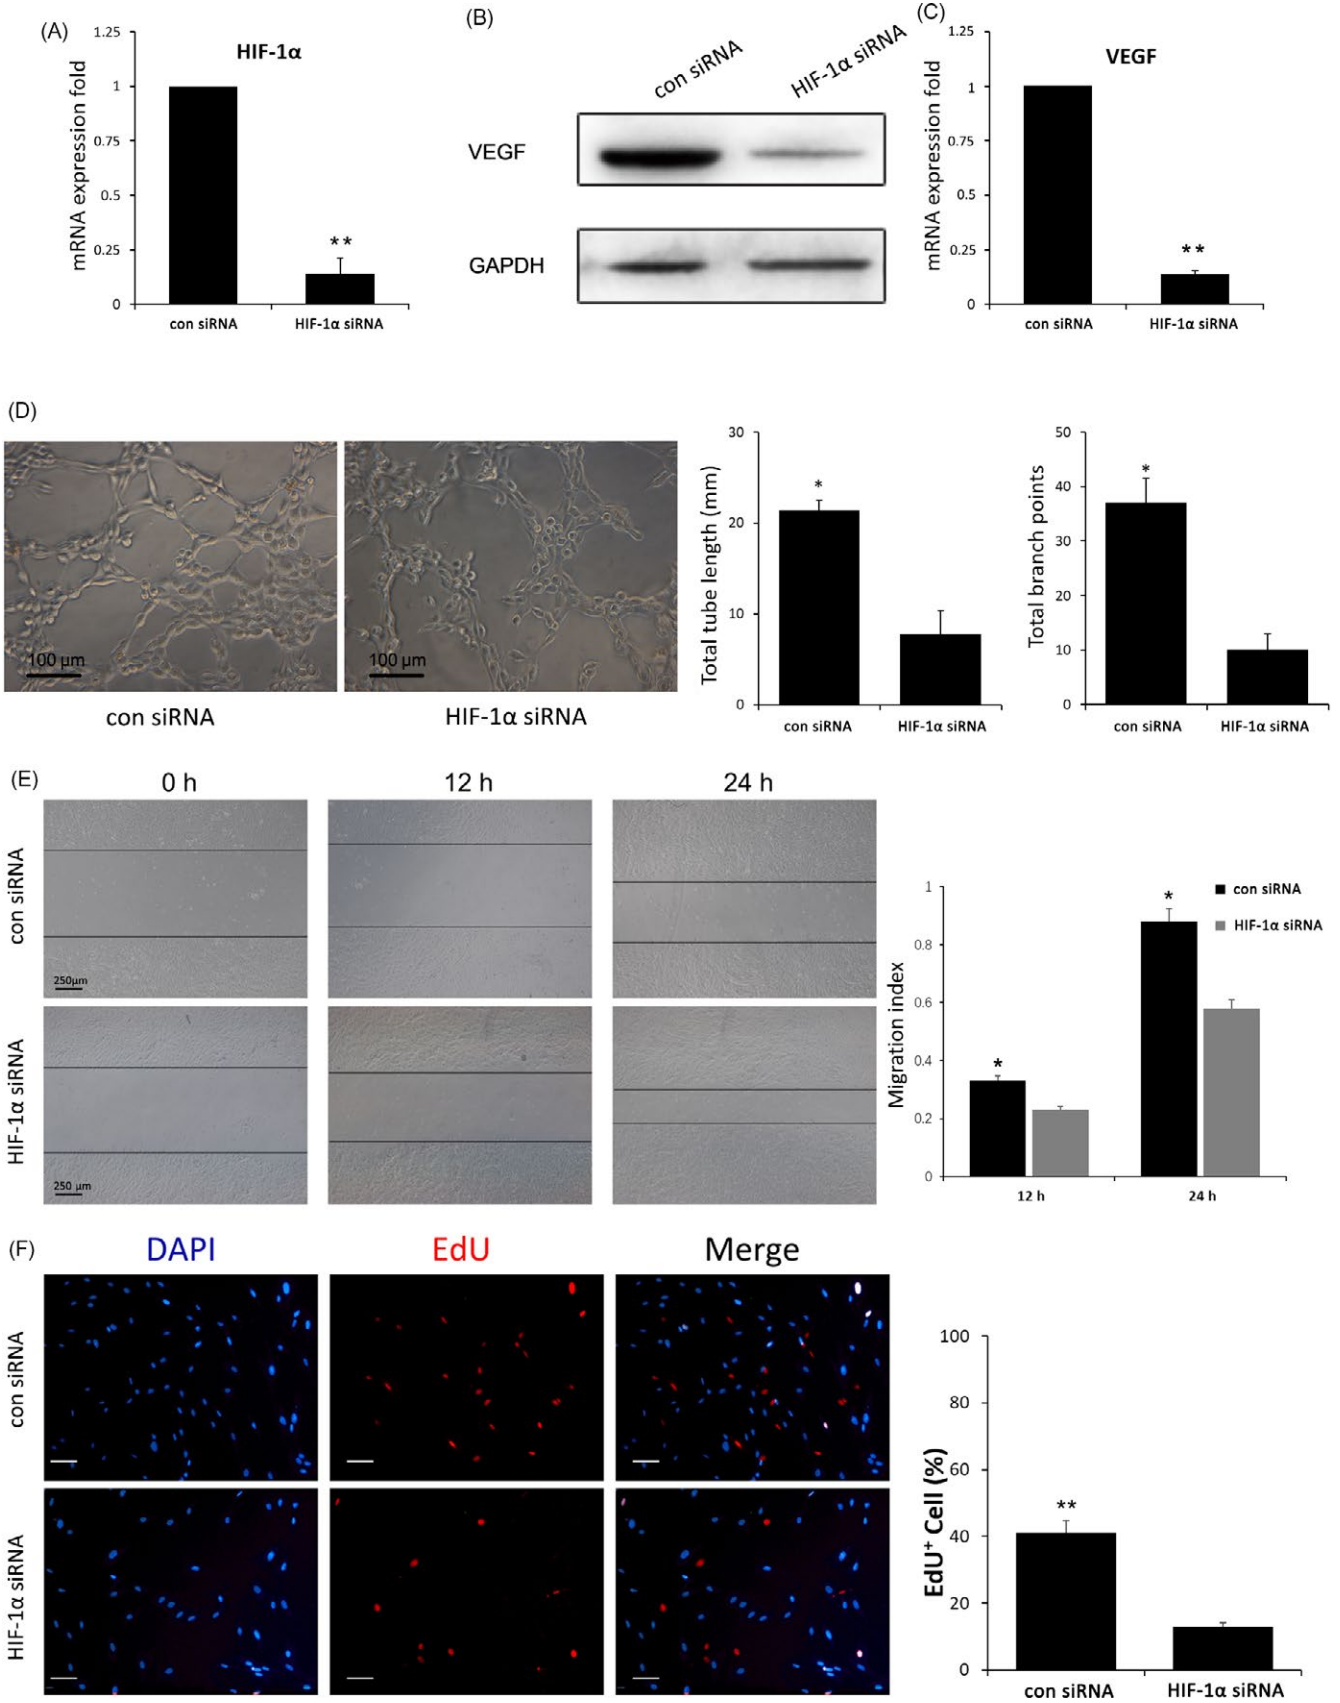 (A)
HIF-1α
mRNA expression fold
1.25
1
0.75
0.5
0.25
0
**
con siRNA
HIF-1α siRNA
(B)
con siRNA
HIF-1α siRNA
VEGF
GAPDH
(C)
VEGF
mRNA expression fold
1.25
1
0.75
0.5
0.25
0
**
con siRNA
HIF-1α siRNA
(D)
100 μm
100 μm
con siRNA
HIF-1α siRNA
Total tube length (mm)
30
20
10
0
*
con siRNA
HIF-1α siRNA
Total branch points
50
40
30
20
10
0
*
con siRNA
HIF-1α siRNA
(E)
0 h
12 h
24 h
con siRNA
250μm
HIF-1α siRNA
250 μm
Migration index
1
0.8
0.6
0.4
0.2
0
*
*
con siRNA
HIF-1α siRNA
12 h
24 h
(F)
DAPI
EdU
Merge
con siRNA
HIF-1α siRNA
EdU+ Cell (%)
100
80
60
40
20
0
**
con siRNA
HIF-1α siRNA